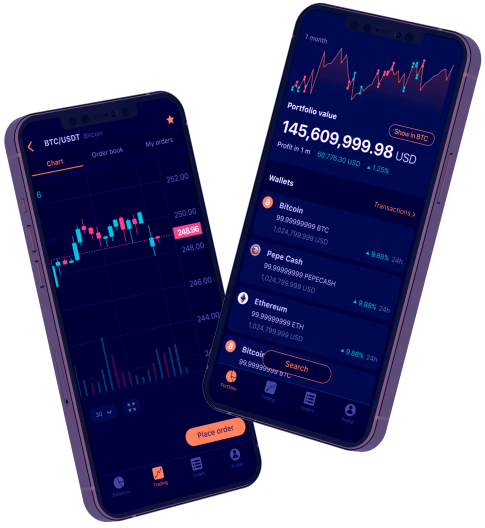 BTC/USDT Bitcoin
Chart
Order book
My orders
6
252.00
250.00
248.96
248.00
246.00
244.00
30
Place order
Trading
1 month
Portfolio value
Show in BTC
145,609,999.98 USD
Profit in 1 m 60,776.30 USD 1.25%
Wallets
Transactions
Bitcoin
99.99999999 BTC
1,024,799.999 USD
9.88% 24h
Pepe Cash
99.99999999 PEPECASH
1,024,799.999 USD
9.88% 24h
Ethereum
99.99999999 ETH
1,024,799.999 USD
9.88% 24h
Bitcoin
99.99999999 BTC
Search
Portfolio
Trading
Orders